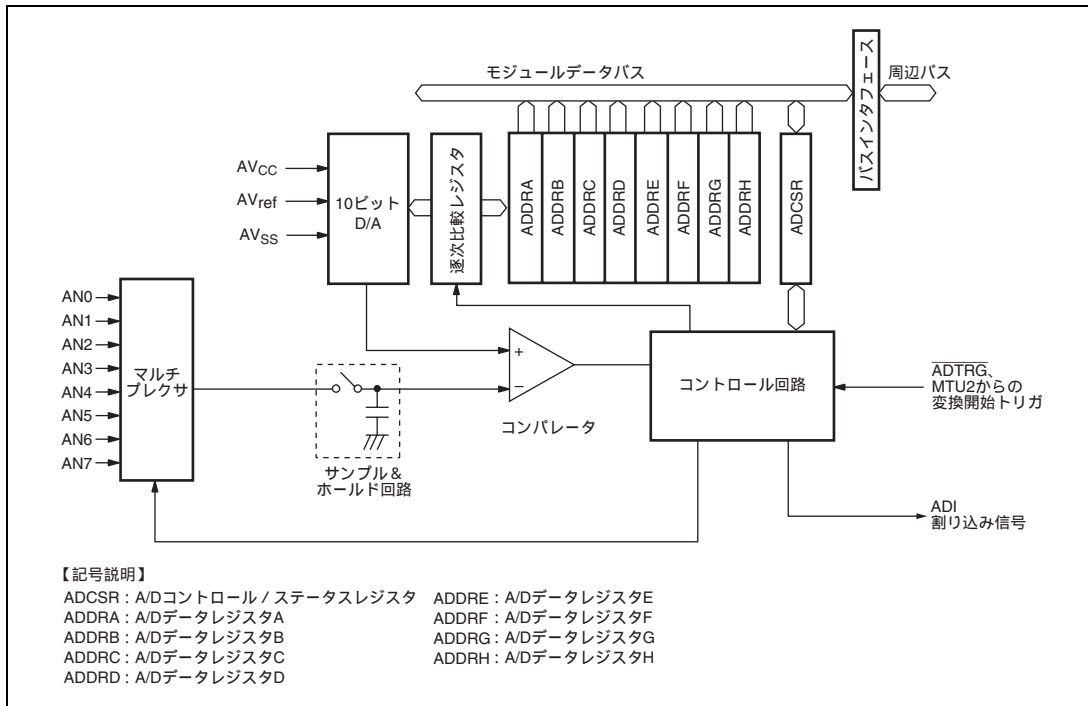 モジュールデータバス
バスインタフェース
周辺バス
AVCC
AVref
AVSS
10ビット
D/A
逐次比較レジスタ
ADDRA
ADDRB
ADDRC
ADDRD
ADDRE
ADDRF
ADDRG
ADDRH
ADCSR
AN0
AN1
AN2
AN3
AN4
AN5
AN6
AN7
マルチ
プレクサ
サンプル&
ホールド回路
+
−
コンパレータ
コントロール回路
ADTRG、
MTU2からの
変換開始トリガ
ADI
割り込み信号
【記号説明】
ADCSR : A/Dコントロール / ステータスレジスタ
ADDRA : A/DデータレジスタA
ADDRB : A/DデータレジスタB
ADDRC : A/DデータレジスタC
ADDRD : A/DデータレジスタD
ADDRE : A/DデータレジスタE
ADDRF : A/DデータレジスタF
ADDRG : A/DデータレジスタG
ADDRH : A/DデータレジスタH